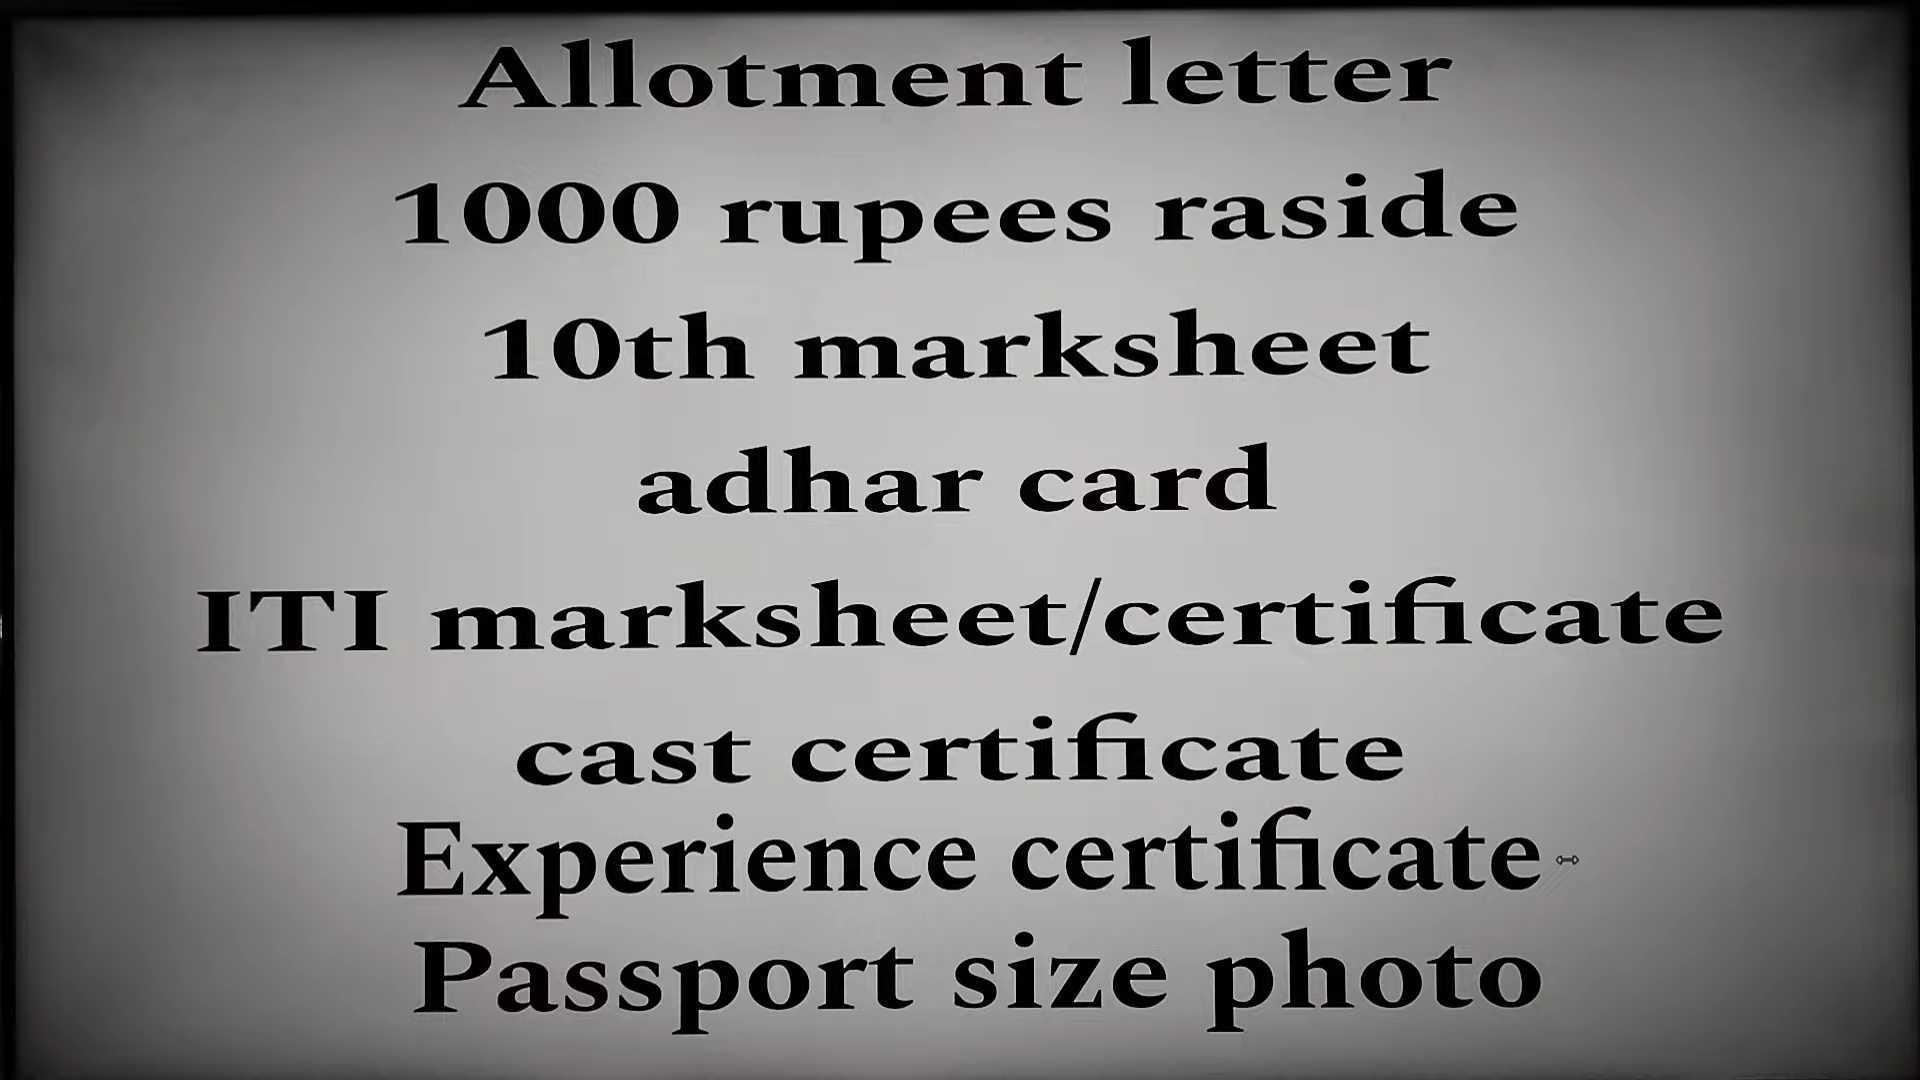 Allotment letter
1000 rupees raside
10th marksheet
adhar card
ITI marksheet/certificate
cast certificate
Experience certificate
Passport size photo